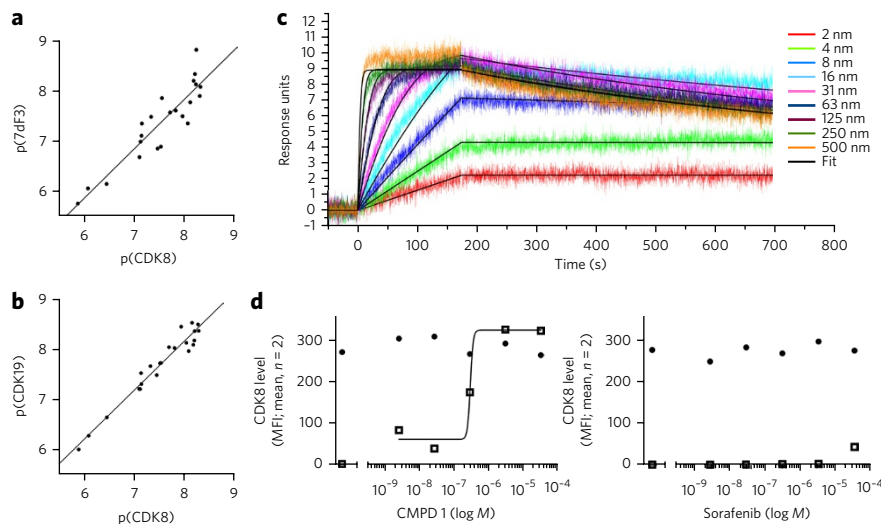 a
9
8
7
6
p(7dF3)
6
7
8
9
p(CDK8)
b
9
8
7
6
p(CDK19)
6
7
8
9
p(CDK8)
c
12
11
10
9
8
7
6
5
4
3
2
1
0
−1
Response units
0
100
200
300
400
500
600
700
800
Time (s)
2 nm
4 nm
8 nm
16 nm
31 nm
63 nm
125 nm
250 nm
500 nm
Fit
d
300
200
100
0
CDK8 level
(MFI; mean, n = 2)
10⁻⁹
10⁻⁸
10⁻⁷
10⁻⁶
10⁻⁵
10⁻⁴
CMPD 1 (log M)
300
200
100
0
CDK8 level
(MFI; mean, n = 2)
10⁻⁹
10⁻⁸
10⁻⁷
10⁻⁶
10⁻⁵
10⁻⁴
Sorafenib (log M)